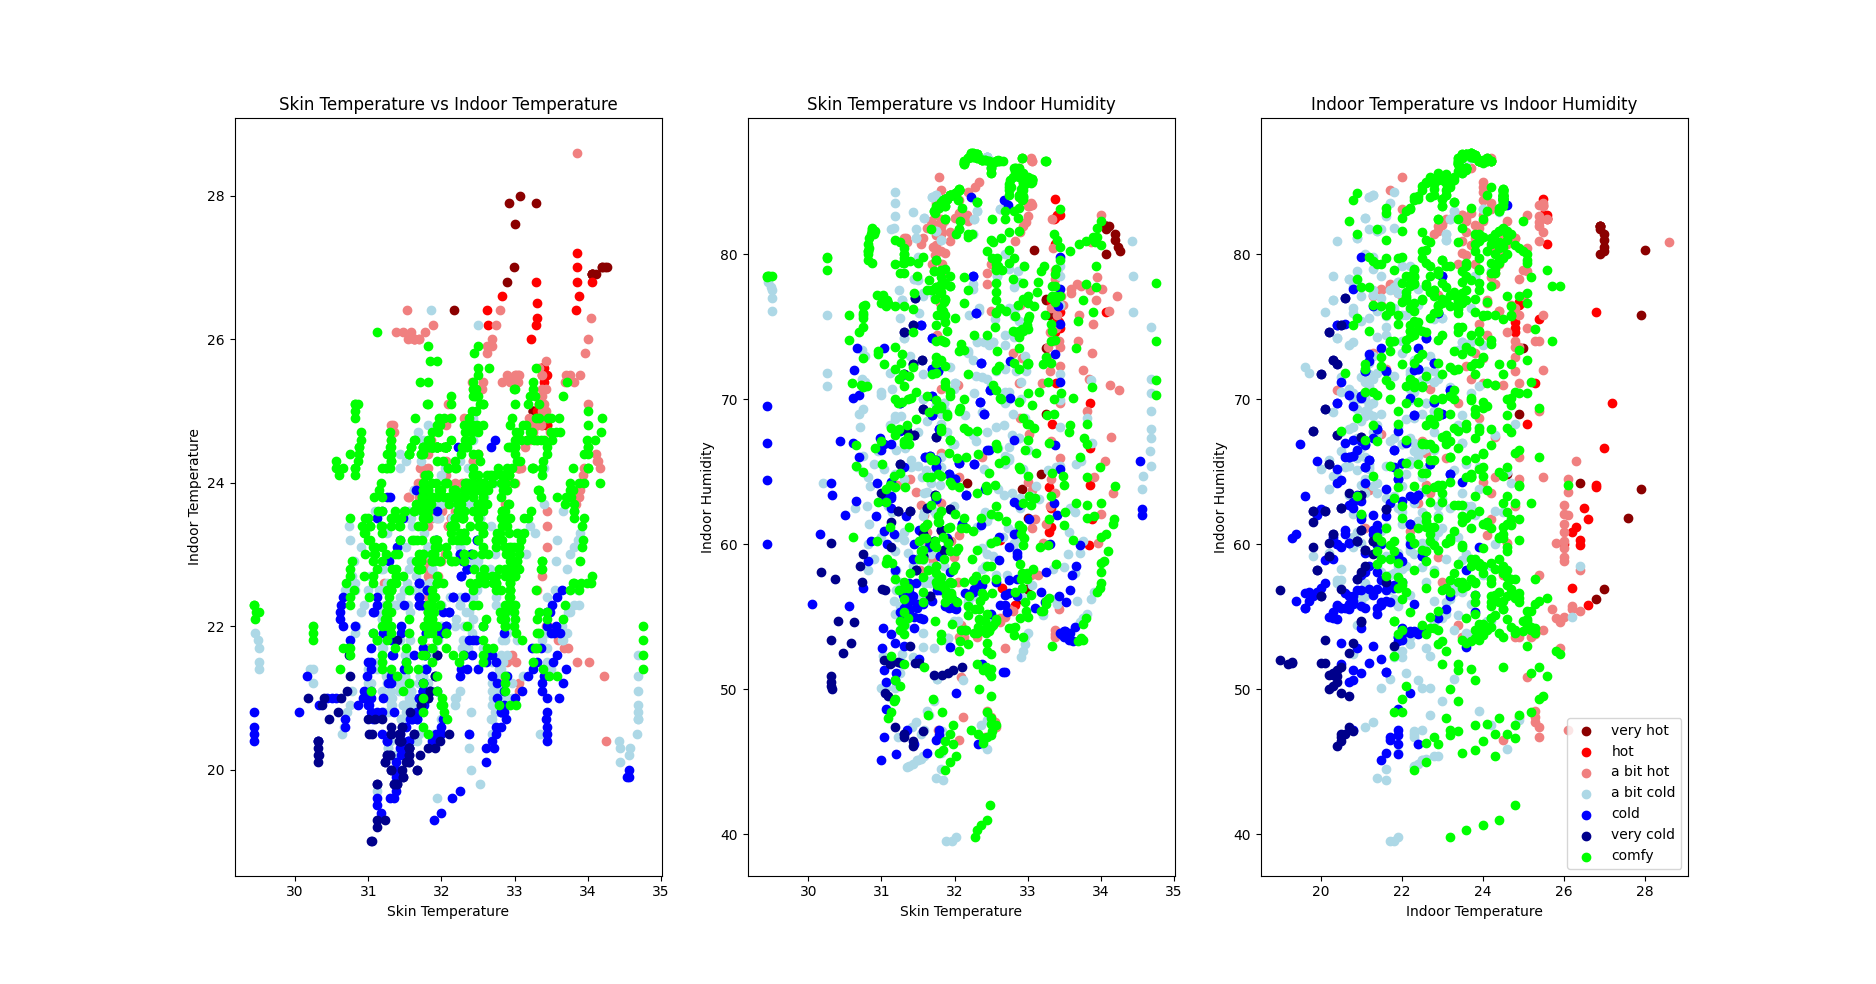 Skin Temperature vs Indoor Temperature
28
26
24
22
20
Indoor Temperature
30 31 32 33 34 35
Skin Temperature
Skin Temperature vs Indoor Humidity
80
70
60
50
40
Indoor Humidity
30 31 32 33 34 35
Skin Temperature
Indoor Temperature vs Indoor Humidity
80
70
60
50
40
Indoor Humidity
20 22 24 26 28
Indoor Temperature
very hot
hot
a bit hot
a bit cold
cold
very cold
comfy